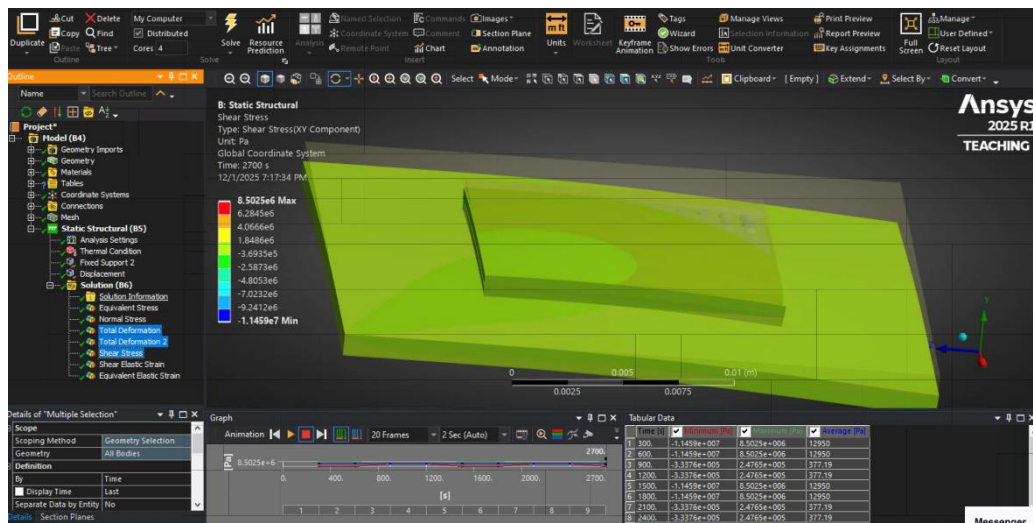 Cut Delete My Computer
Copy Find Distributed
Duplicate Paste Tree Cores 4
Outline
Solve Resource Prediction Analysis
Solve
Named Selection Commands Images
Coordinate System Comment Section Plane
Remote Point Chart Annotation
Insert
Units Worksheet Keyframe Animation
Tags Manage Views Print Preview
Wizard Selection Information Report Preview
Show Errors Unit Converter Key Assignments
Tools
Full Screen Manage
User Defined
Reset Layout
Layout
Outline
Name Search Outline
Select Mode Clipboard [ Empty ] Extend Select By Convert
Project*
Model (B4)
Geometry Imports
Geometry
Materials
Tables
Coordinate Systems
Connections
Mesh
Static Structural (B5)
Analysis Settings
Thermal Condition
Fixed Support 2
Displacement
Solution (B6)
Solution Information
Equivalent Stress
Normal Stress
Total Deformation
Total Deformation 2
Shear Stress
Shear Elastic Strain
Equivalent Elastic Strain
B: Static Structural
Shear Stress
Type: Shear Stress(XY Component)
Unit: Pa
Global Coordinate System
Time: 2700 s
12/1/2025 7:17:34 PM
8.5025e6 Max
6.2845e6
4.0666e6
1.8486e6
-3.6935e5
-2.5873e6
-4.8053e6
-7.0232e6
-9.2412e6
-1.1459e7 Min
Ansys
2025 R1
TEACHING
0 0.005 0.01 (m)
0.0025 0.0075
Y
Details of "Multiple Selection"
Scope
Scoping Method Geometry Selection
Geometry All Bodies
Definition
By Time
Display Time Last
Separate Data by Entity No
Details Section Planes
Graph
Animation 20 Frames 2 Sec (Auto)
2700.
[Pa] 8.5025e+6
0. 400. 800. 1200. 1600. 2000. 2700.
[s]
1 2 3 4 5 6 7 8 9
Tabular Data
Time [s] Minimum [Pa] Maximum [Pa] Average [Pa]
1 300. -1.1459e+007 8.5025e+006 12950
2 600. -1.1459e+007 8.5025e+006 12950
3 900. -3.3376e+005 2.4765e+005 377.19
4 1200. -3.3376e+005 2.4765e+005 377.19
5 1500. -1.1459e+007 8.5025e+006 12950
6 1800. -1.1459e+007 8.5025e+006 12950
7 2100. -3.3376e+005 2.4765e+005 377.19
8 2400. -3.3376e+005 2.4765e+005 377.19
Messenger